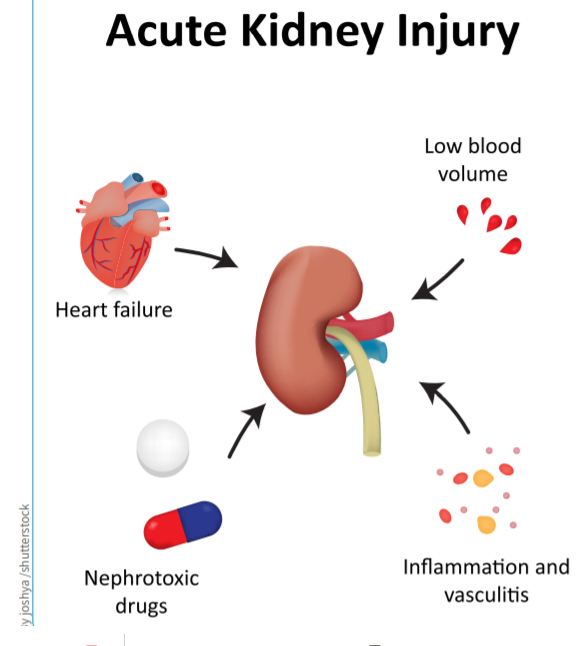 Acute Kidney Injury
Low blood
volume
Heart failure
Nephrotoxic
drugs
Inflammation and
vasculitis
joshya /shutterstock